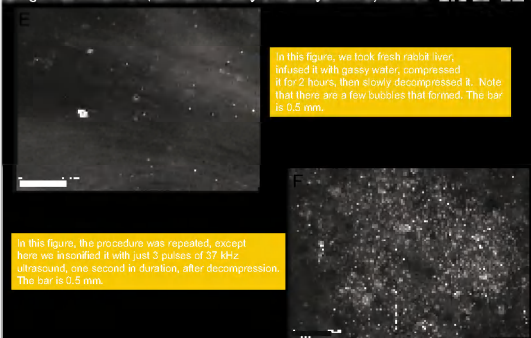 E
In this figure, we took fresh rabbit liver,
infused it with gassy water, compressed
it for 2 hours, then slowly decompressed it. Note
that there are a few bubbles that formed. The bar
is 0.5 mm.
F
In this figure, the procedure was repeated, except
here we insonified it with just 3 pulses of 37 kHz
ultrasound, one second in duration, after decompression.
The bar is 0.5 mm.